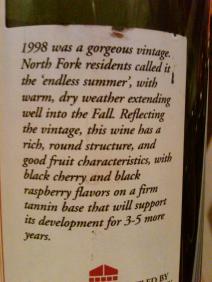 1998 was a gorgeous vintage.
North Fork residents called it
the 'endless summer', with
warm, dry weather extending
well into the Fall. Reflecting
the vintage, this wine has a
rich, round structure, and
good fruit characteristics, with
black cherry and black
raspberry flavors on a firm
tannin base that will support
its development for 3-5 more
years.
BY